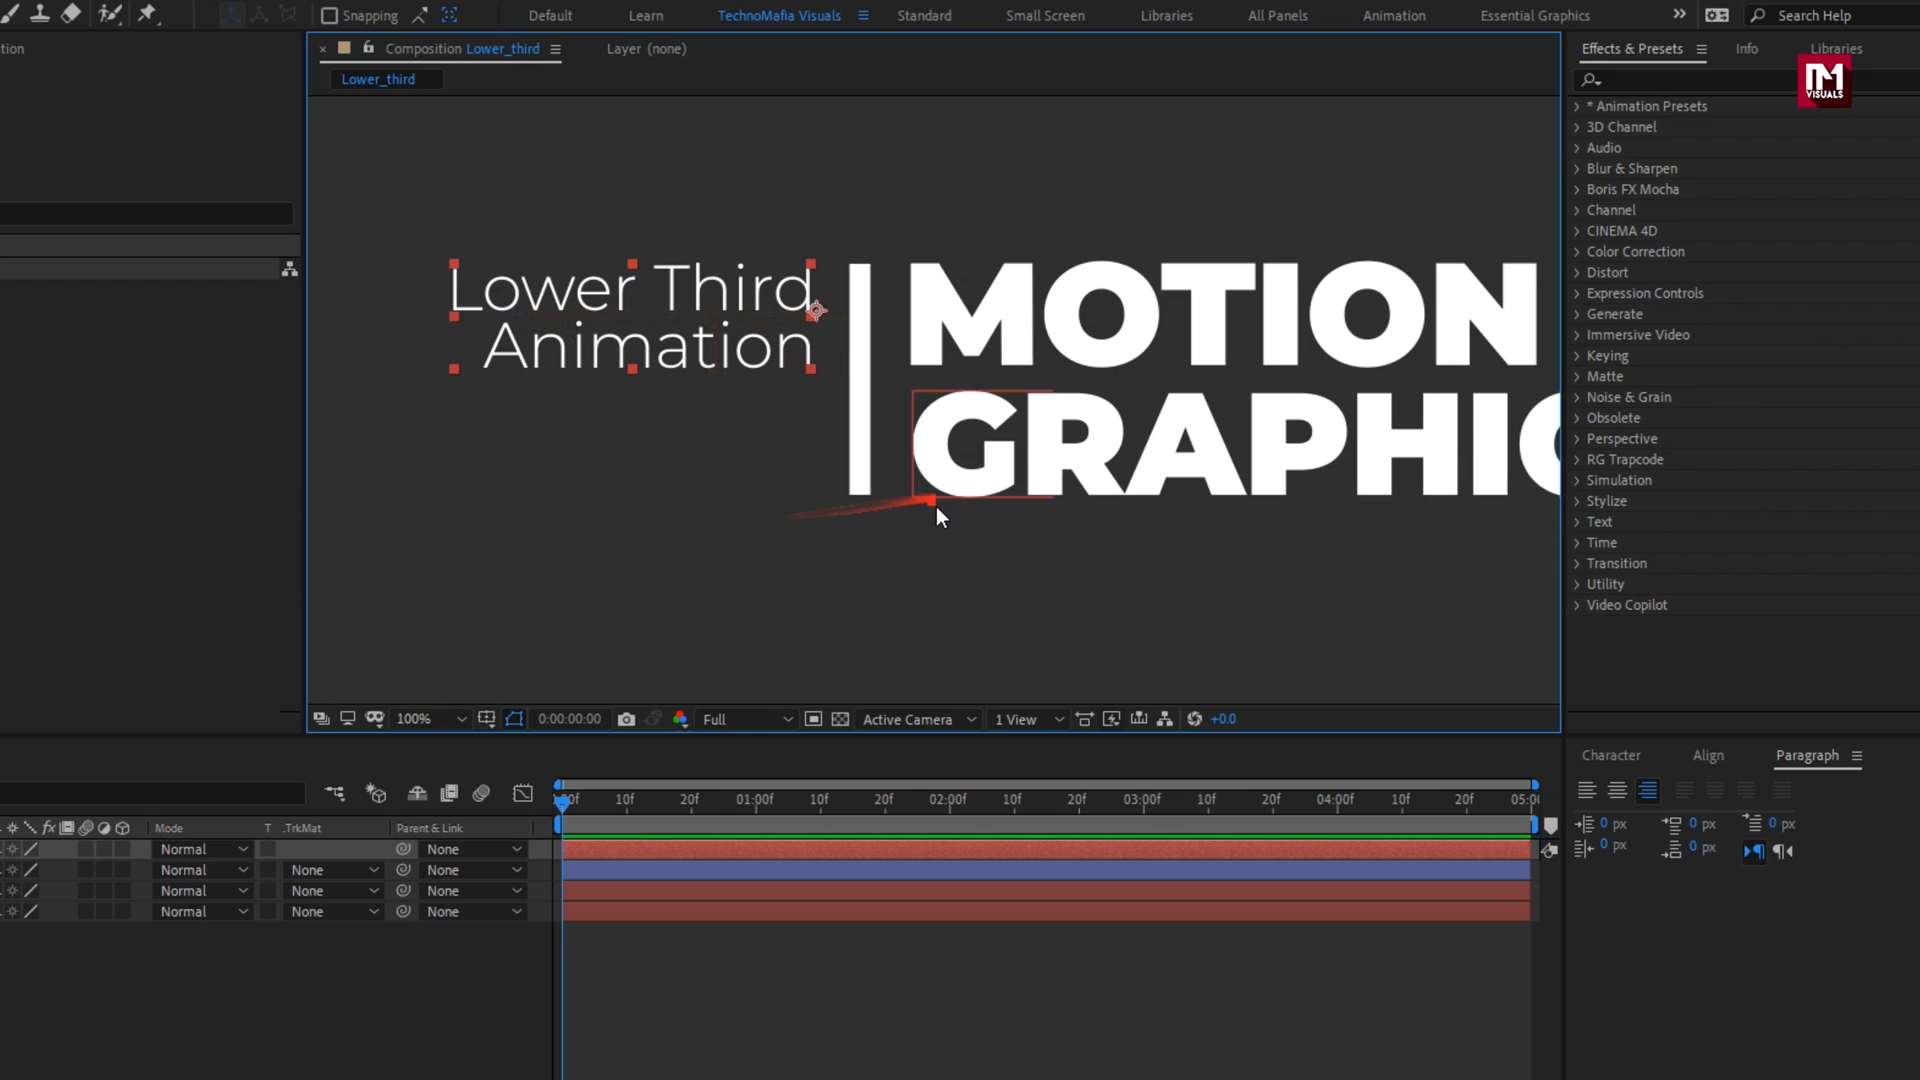 Snapping
Default
Learn
TechnoMafia Visuals
Standard
Small Screen
Libraries
All Panels
Animation
Essential Graphics
Search Help
tion
Composition Lower_third
Layer (none)
Effects & Presets
Info
Libraries
Lower_third
VISUALS
* Animation Presets
3D Channel
Audio
Blur & Sharpen
Boris FX Mocha
Channel
CINEMA 4D
Color Correction
Distort
Expression Controls
Generate
Immersive Video
Keying
Matte
Noise & Grain
Obsolete
Perspective
RG Trapcode
Simulation
Stylize
Text
Time
Transition
Utility
Video Copilot
Lower Third
Animation
MOTION
GRAPHIC
100%
0:00:00:00
Full
Active Camera
1 View
+0.0
Character
Align
Paragraph
:00f 10f 20f 01:00f 10f 20f 02:00f 10f 20f 03:00f 10f 20f 04:00f 10f 20f 05:00
0 px 0 px 0 px
0 px 0 px
fx Mode T .TrkMat Parent & Link
Normal None
Normal None None
Normal None None
Normal None None